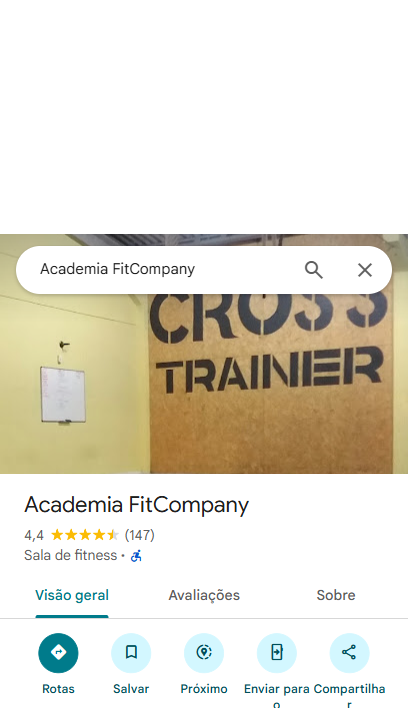 Academia FitCompany
CROSS
TRAINER
Academia FitCompany
4,4 (147)
Sala de fitness ·
Visão geral Avaliações Sobre
Rotas Salvar Próximo Enviar para o Compartilhar